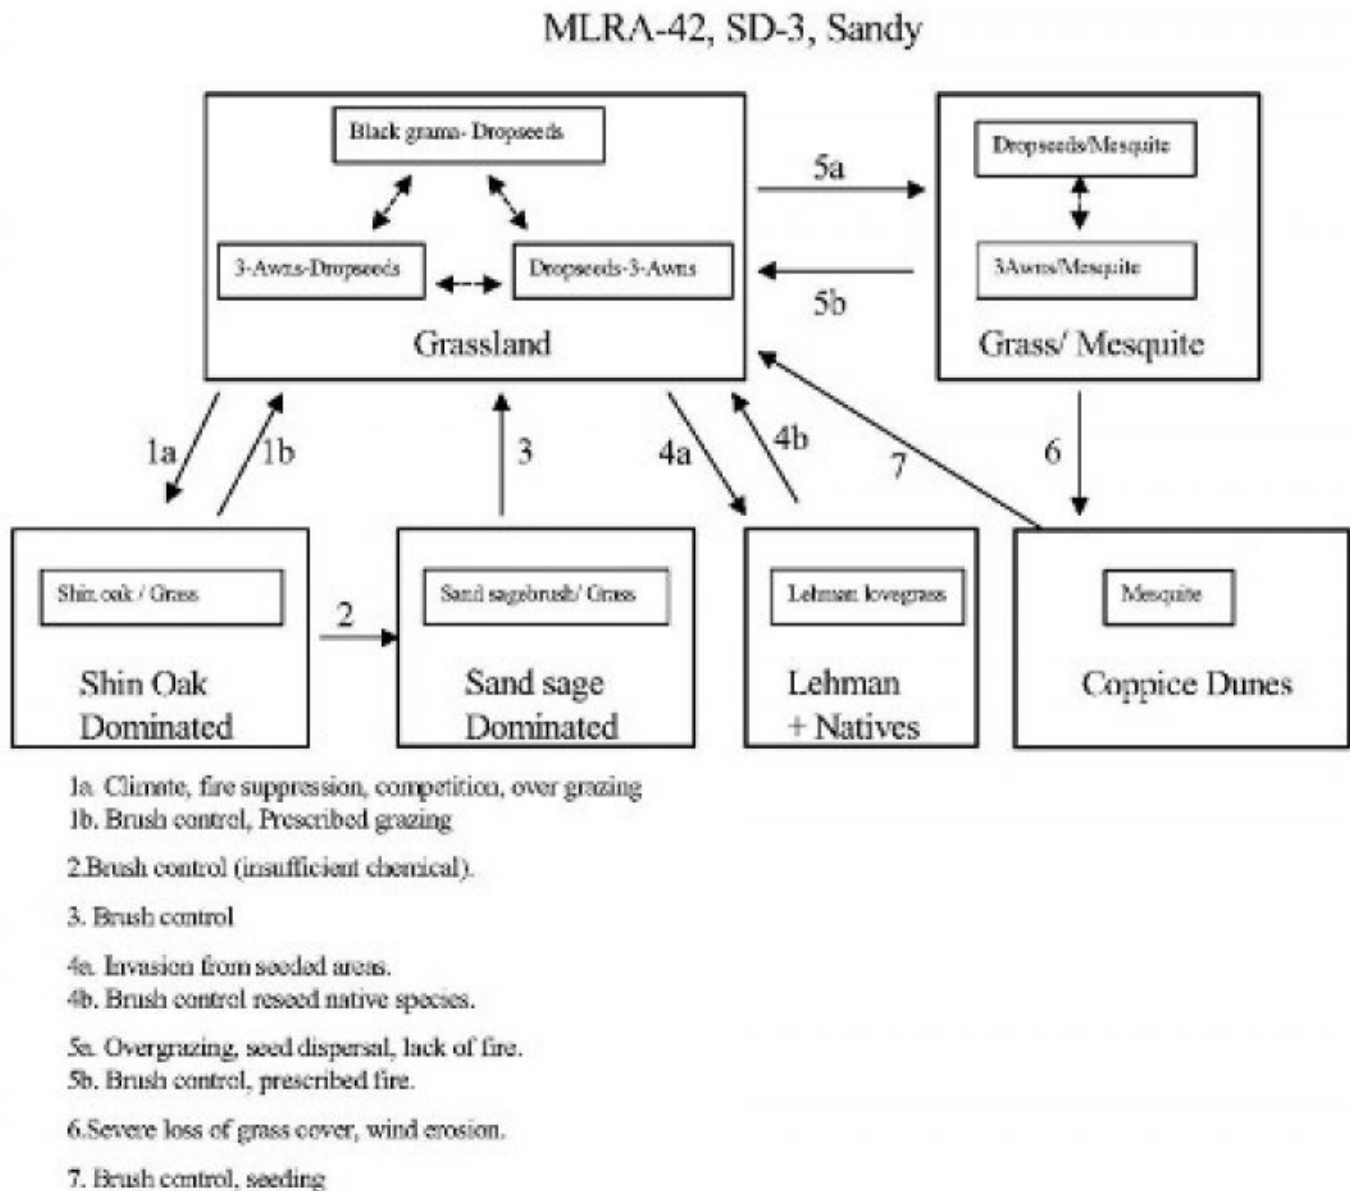 MLRA-42, SD-3, Sandy
Black grama- Dropseeds
3-Awns-Dropseeds
Dropseeds-3-Awns
Grassland
5a
5b
Dropseeds/Mesquite
3Awns/Mesquite
Grass/ Mesquite
1a
1b
3
4a
4b
7
6
Shin oak / Grass
Shin Oak
Dominated
2
Sand sagebrush/ Grass
Sand sage
Dominated
Lehman lovegrass
Lehman
+ Natives
Mesquite
Coppice Dunes
1a. Climate, fire suppression, competition, over grazing
1b. Brush control, Prescribed grazing
2.Brush control (insufficient chemical).
3. Brush control
4a. Invasion from seeded areas.
4b. Brush control reseed native species.
5a. Overgrazing, seed dispersal, lack of fire.
5b. Brush control, prescribed fire.
6.Severe loss of grass cover, wind erosion.
7. Brush control, seeding